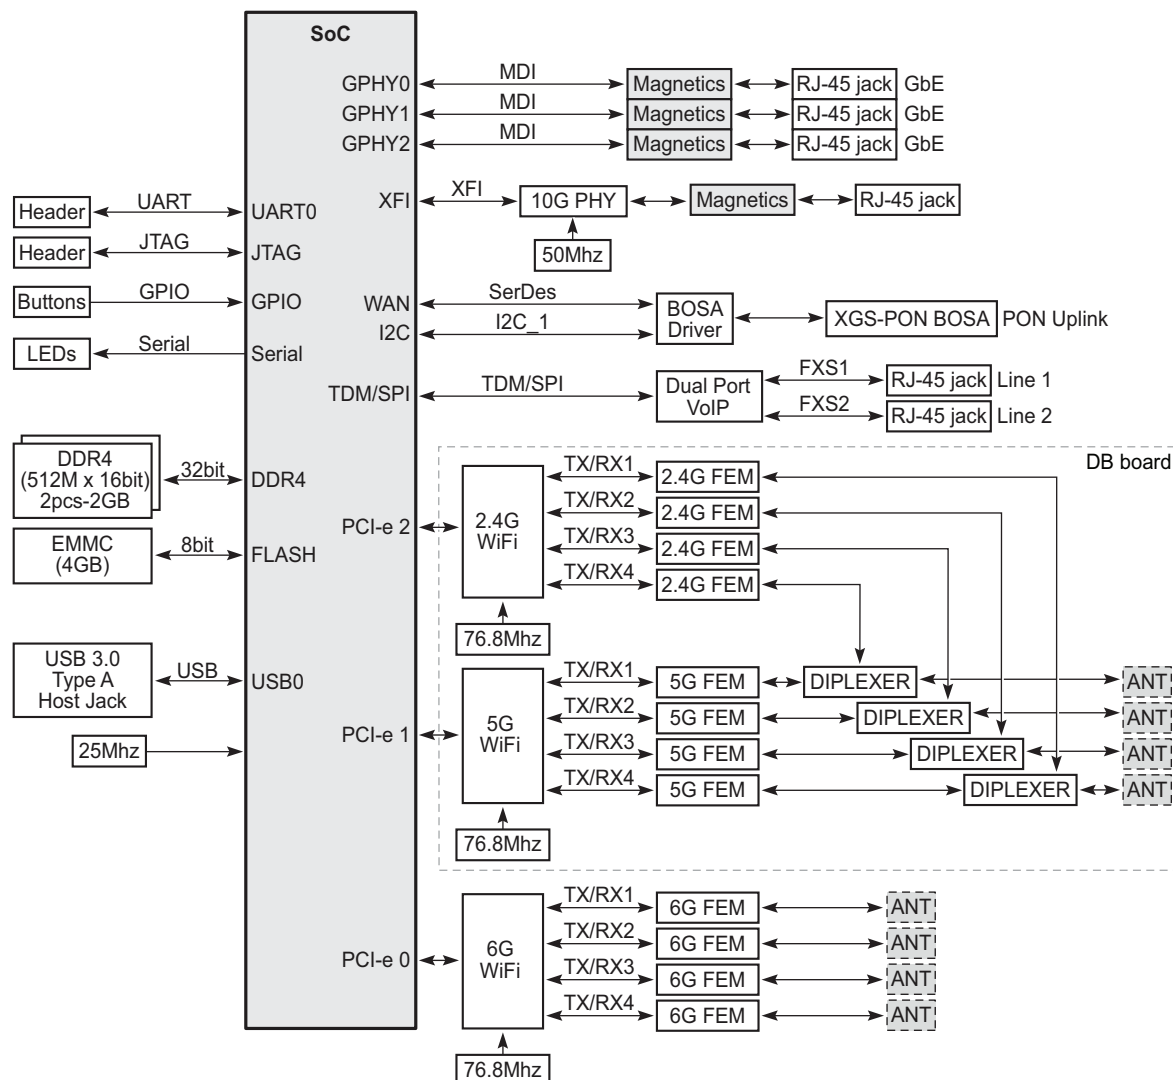 SoC
GPHY0 MDI Magnetics RJ-45 jack GbE
GPHY1 MDI Magnetics RJ-45 jack GbE
GPHY2 MDI Magnetics RJ-45 jack GbE
XFI XFI 10G PHY Magnetics RJ-45 jack
50Mhz
Header UART UART0
Header JTAG JTAG
Buttons GPIO GPIO
LEDs Serial Serial
WAN SerDes
I2C I2C_1
BOSA
Driver
XGS-PON BOSA PON Uplink
TDM/SPI TDM/SPI
Dual Port
VoIP
FXS1 RJ-45 jack Line 1
FXS2 RJ-45 jack Line 2
DDR4
(512M x 16bit)
2pcs-2GB
32bit DDR4
EMMC
(4GB)
8bit FLASH
USB 3.0
Type A
Host Jack
USB USB0
25Mhz
DB board
PCI-e 2
2.4G
WiFi
TX/RX1 2.4G FEM
TX/RX2 2.4G FEM
TX/RX3 2.4G FEM
TX/RX4 2.4G FEM
76.8Mhz
PCI-e 1
5G
WiFi
TX/RX1 5G FEM DIPLEXER ANT
TX/RX2 5G FEM DIPLEXER ANT
TX/RX3 5G FEM DIPLEXER ANT
TX/RX4 5G FEM DIPLEXER ANT
76.8Mhz
PCI-e 0
6G
WiFi
TX/RX1 6G FEM ANT
TX/RX2 6G FEM ANT
TX/RX3 6G FEM ANT
TX/RX4 6G FEM ANT
76.8Mhz